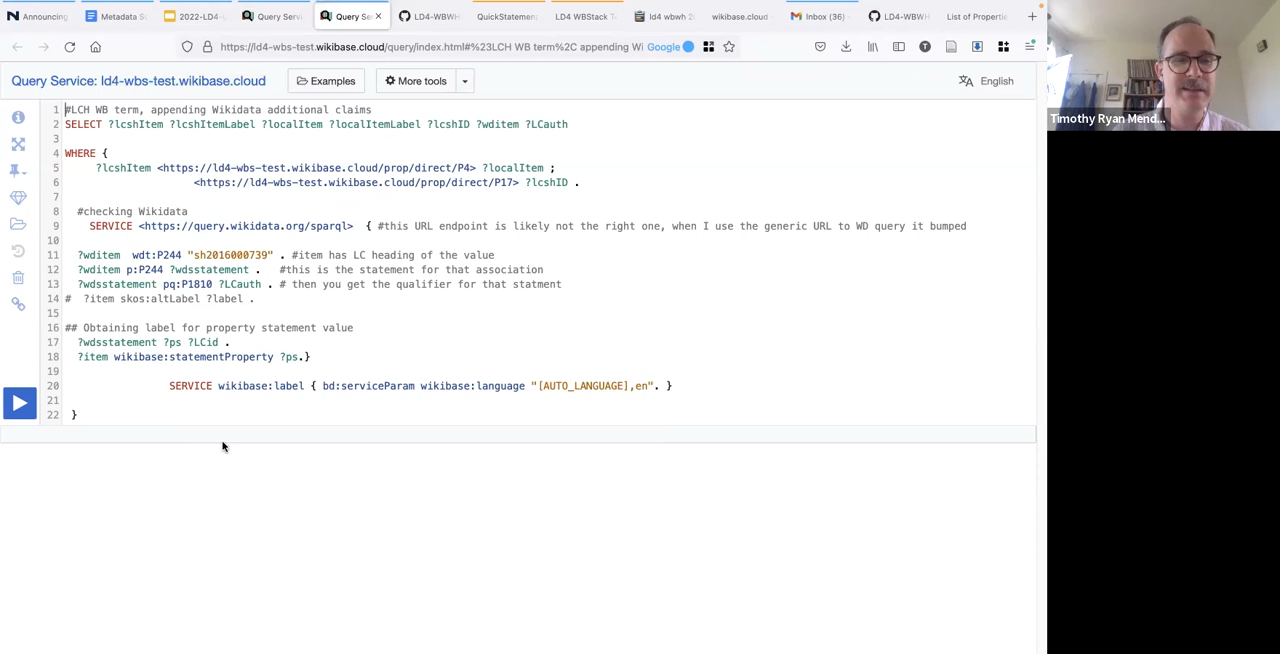 Announcing
Metadata Su
2022-LD4-
Query Servi
Query Se
LD4-WBWH
QuickStatemen
LD4 WBStack T
ld4 wbwh 2
wikibase.cloud
Inbox (36)
LD4-WBWH
List of Propertie
https://ld4-wbs-test.wikibase.cloud/query/index.html#%23LCH WB term%2C appending Wi
Google
Query Service: ld4-wbs-test.wikibase.cloud
Examples
More tools
English
Timothy Ryan Mend...
1 #LCH WB term, appending Wikidata additional claims
2 SELECT ?lcshItem ?lcshItemLabel ?localItem ?localItemLabel ?lcshID ?wditem ?LCauth
3
4 WHERE {
5 ?lcshItem <https://ld4-wbs-test.wikibase.cloud/prop/direct/P4> ?localItem ;
6 <https://ld4-wbs-test.wikibase.cloud/prop/direct/P17> ?lcshID .
7
8 #checking Wikidata
9 SERVICE <https://query.wikidata.org/sparql> { #this URL endpoint is likely not the right one, when I use the generic URL to WD query it bumped
10
11 ?wditem wdt:P244 "sh2016000739" . #item has LC heading of the value
12 ?wditem p:P244 ?wdsstatement . #this is the statement for that association
13 ?wdsstatement pq:P1810 ?LCauth . # then you get the qualifier for that statment
14 # ?item skos:altLabel ?label .
15
16 ## Obtaining label for property statement value
17 ?wdsstatement ?ps ?LCid .
18 ?item wikibase:statementProperty ?ps.}
19
20 SERVICE wikibase:label { bd:serviceParam wikibase:language "[AUTO_LANGUAGE],en". }
21
22 }